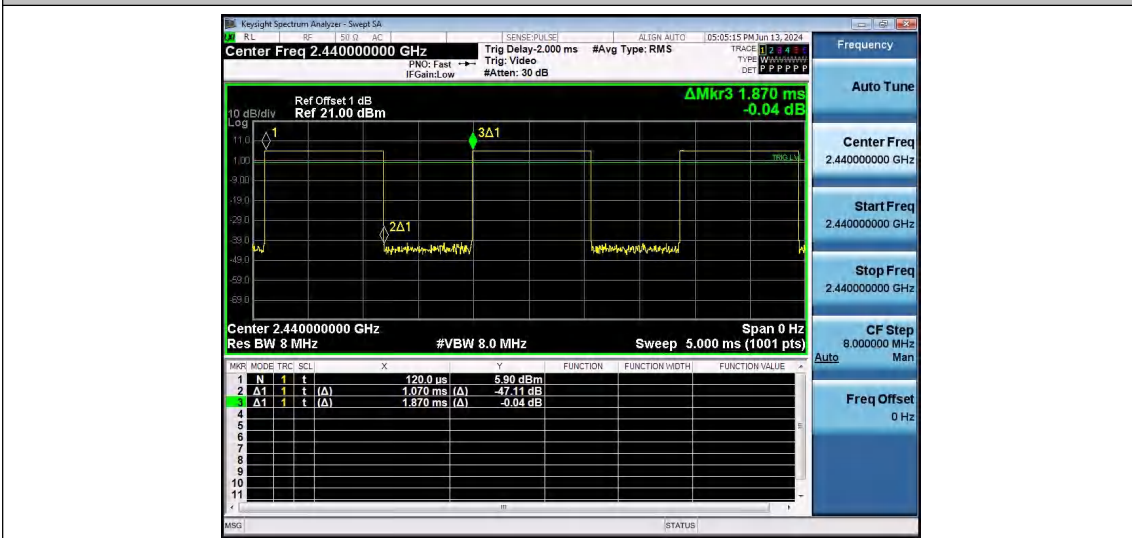 Keysight Spectrum Analyzer - Swept SA
RL RF 50 Ω AC SENSE:PULSE ALIGN AUTO 05:05:15 PM Jun 13, 2024
Center Freq 2.440000000 GHz
PNO: Fast
IFGain:Low
Trig Delay-2.000 ms
Trig: Video
#Atten: 30 dB
#Avg Type: RMS
TRACE 1 2 3 4 5 6
TYPE
DET P P P P P P
Frequency
ΔMkr3 1.870 ms
-0.04 dB
Ref Offset 1 dB
10 dB/div Ref 21.00 dBm
Log
11.0
1.00
-9.00
-19.0
-29.0
-39.0
-49.0
-59.0
-69.0
1
3Δ1
2Δ1
TRIG LVL
Center 2.440000000 GHz Span 0 Hz
Res BW 8 MHz #VBW 8.0 MHz Sweep 5.000 ms (1001 pts)
MKR MODE TRC SCL X Y FUNCTION FUNCTION WIDTH FUNCTION VALUE
1 N 1 t 120.0 µs 5.90 dBm
2 Δ1 1 t (Δ) 1.070 ms (Δ) -47.11 dB
3 Δ1 1 t (Δ) 1.870 ms (Δ) -0.04 dB
4
5
6
7
8
9
10
11
Auto Tune
Center Freq
2.440000000 GHz
Start Freq
2.440000000 GHz
Stop Freq
2.440000000 GHz
CF Step
8.000000 MHz
Auto Man
Freq Offset
0 Hz
MSG STATUS